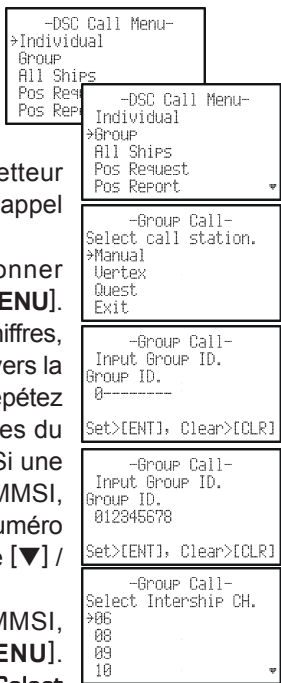 -DSC Call Menu-
→Individual
Group
All Ships
Pos
Pos
-DSC Call Menu-
Individual
→Group
All Ships
Pos Request
Pos Report ▼
-Group Call-
Select call station.
→Manual
Vertex
Quest
Exit
-Group Call-
Input Group ID.
Group ID.
0--------
Set>[ENT], Clear>[CLR]
-Group Call-
Input Group ID.
Group ID.
012345678
Set>[ENT], Clear>[CLR]
-Group Call-
Select Intership CH.
→06
08
09
10 ▼
etteur
appel
onner
ENU].
hiffres,
vers la
épétez
es du
Si une
MMSI,
uméro
e [▼] /
MMSI,
ENU].